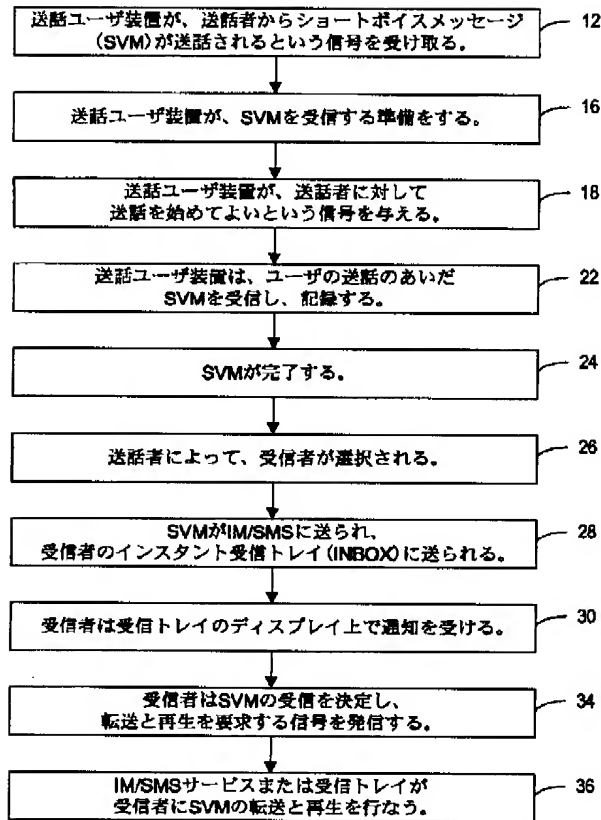 送話ユーザ装置が、送話者からショートボイスメッセージ
(SVM)が送話されるという信号を受け取る。
12
送話ユーザ装置が、SVMを受信する準備をする。
16
送話ユーザ装置が、送話者に対して
送話を始めてよいという信号を与える。
18
送話ユーザ装置は、ユーザの送話のあいだ
SVMを受信し、記録する。
22
SVMが完了する。
24
送話者によって、受信者が選択される。
26
SVMがIM/SMSに送られ、
受信者のインスタント受信トレイ(INBOX)に送られる。
28
受信者は受信トレイのディスプレイ上で通知を受ける。
30
受信者はSVMの受信を決定し、
転送と再生を要求する信号を発信する。
34
IM/SMSサービスまたは受信トレイが
受信者にSVMの転送と再生を行なう。
36